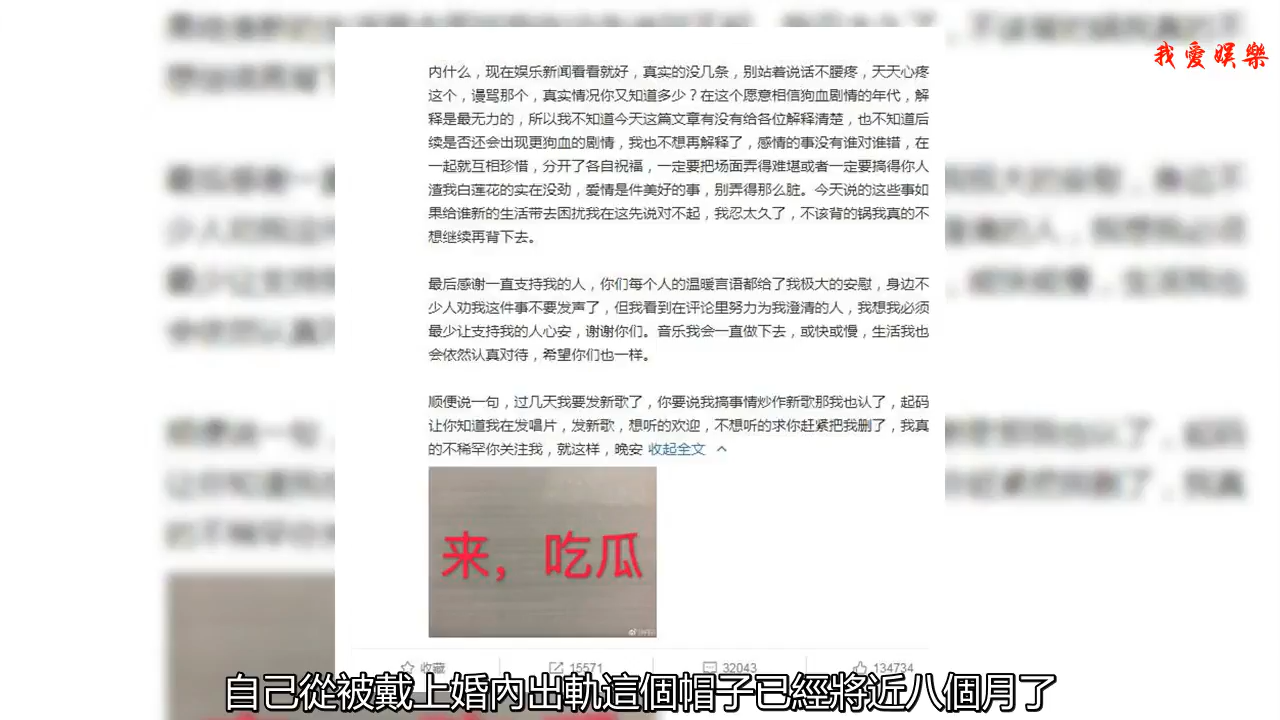 我愛娛樂
内什么，现在娱乐新闻看看就好，真实的没几条，别站着说话不腰疼，天天心疼
这个，谩骂那个，真实情况你又知道多少？在这个愿意相信狗血剧情的年代，解
释是最无力的，所以我不知道今天这篇文章有没有给各位解释清楚，也不知道后
续是否还会出现更狗血的剧情，我也不想再解释了，感情的事没有谁对谁错，在
一起就互相珍惜，分开了各自祝福，一定要把场面弄得难堪或者一定要搞得你人
渣我白莲花的实在没劲，爱情是件美好的事，别弄得那么脏。今天说的这些事如
果给谁新的生活带去困扰我在这先说对不起，我忍太久了，不该背的锅我真的不
想继续再背下去。
最后感谢一直支持我的人，你们每个人的温暖言语都给了我极大的安慰，身边不
少人劝我这件事不要发声了，但我看到在评论里努力为我澄清的人，我想我必须
最少让支持我的人心安，谢谢你们。音乐我会一直做下去，或快或慢，生活我也
会依然认真对待，希望你们也一样。
顺便说一句，过几天我要发新歌了，你要说我搞事情炒作新歌那我也认了，起码
让你知道我在发唱片，发新歌，想听的欢迎，不想听的求你赶紧把我删了，我真
的不稀罕你关注我，就这样，晚安 收起全文
来，吃瓜
收藏 15571 32043 134734
自己從被戴上婚內出軌這個帽子已經將近八個月了